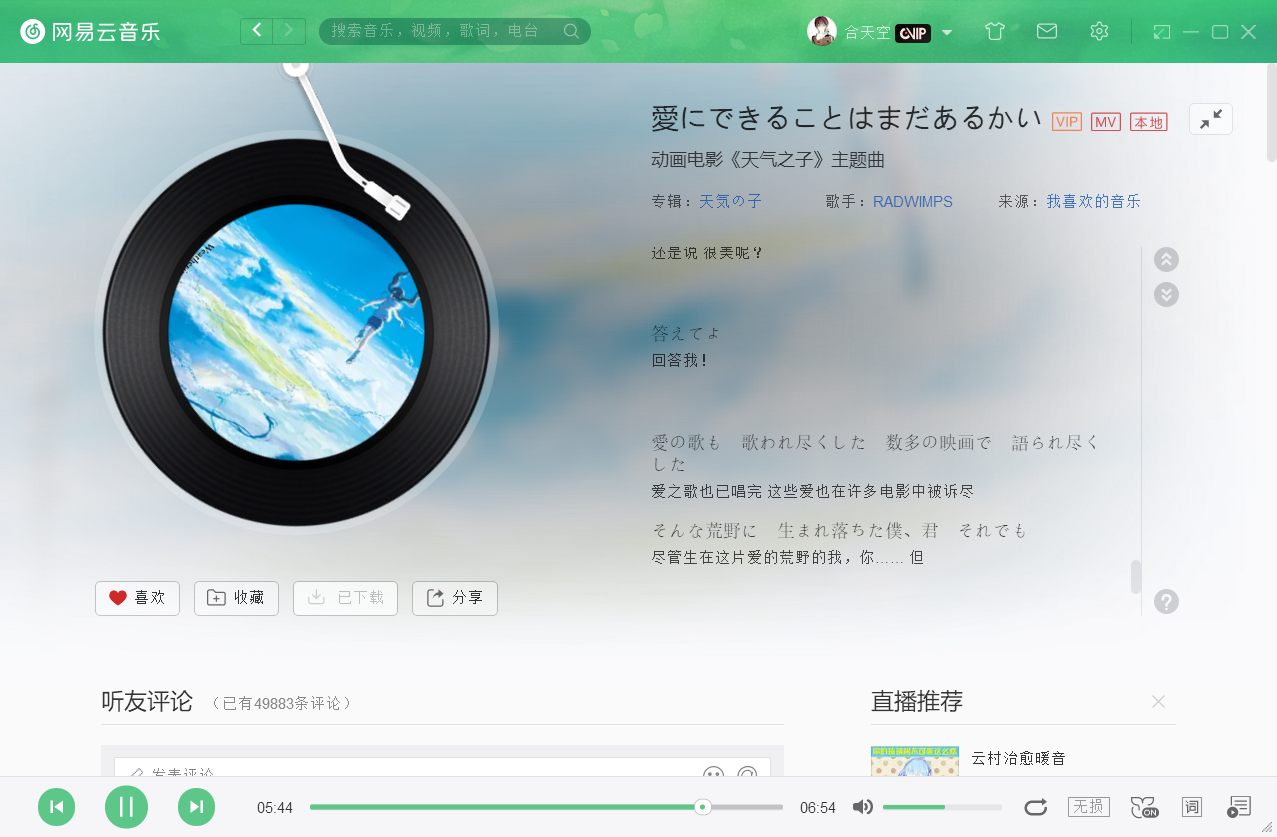 网易云音乐
搜索音乐，视频，歌词，电台
合天空 VIP
愛にできることはまだあるかい VIP MV 本地
动画电影《天气之子》主题曲
专辑：天気の子 歌手：RADWIMPS 来源：我喜欢的音乐
还是说 很美呢？
答えてよ
回答我！
愛の歌も　歌われ尽くした　数多の映画で　語られ尽く
した
爱之歌也已唱完 这些爱也在许多电影中被诉尽
そんな荒野に　生まれ落ちた僕、君　それでも
尽管生在这片爱的荒野的我，你…… 但
喜欢 收藏 已下载 分享
听友评论 （已有49883条评论）
直播推荐
发表评论
云村治愈暖音
05:44 06:54 无损 ON 词